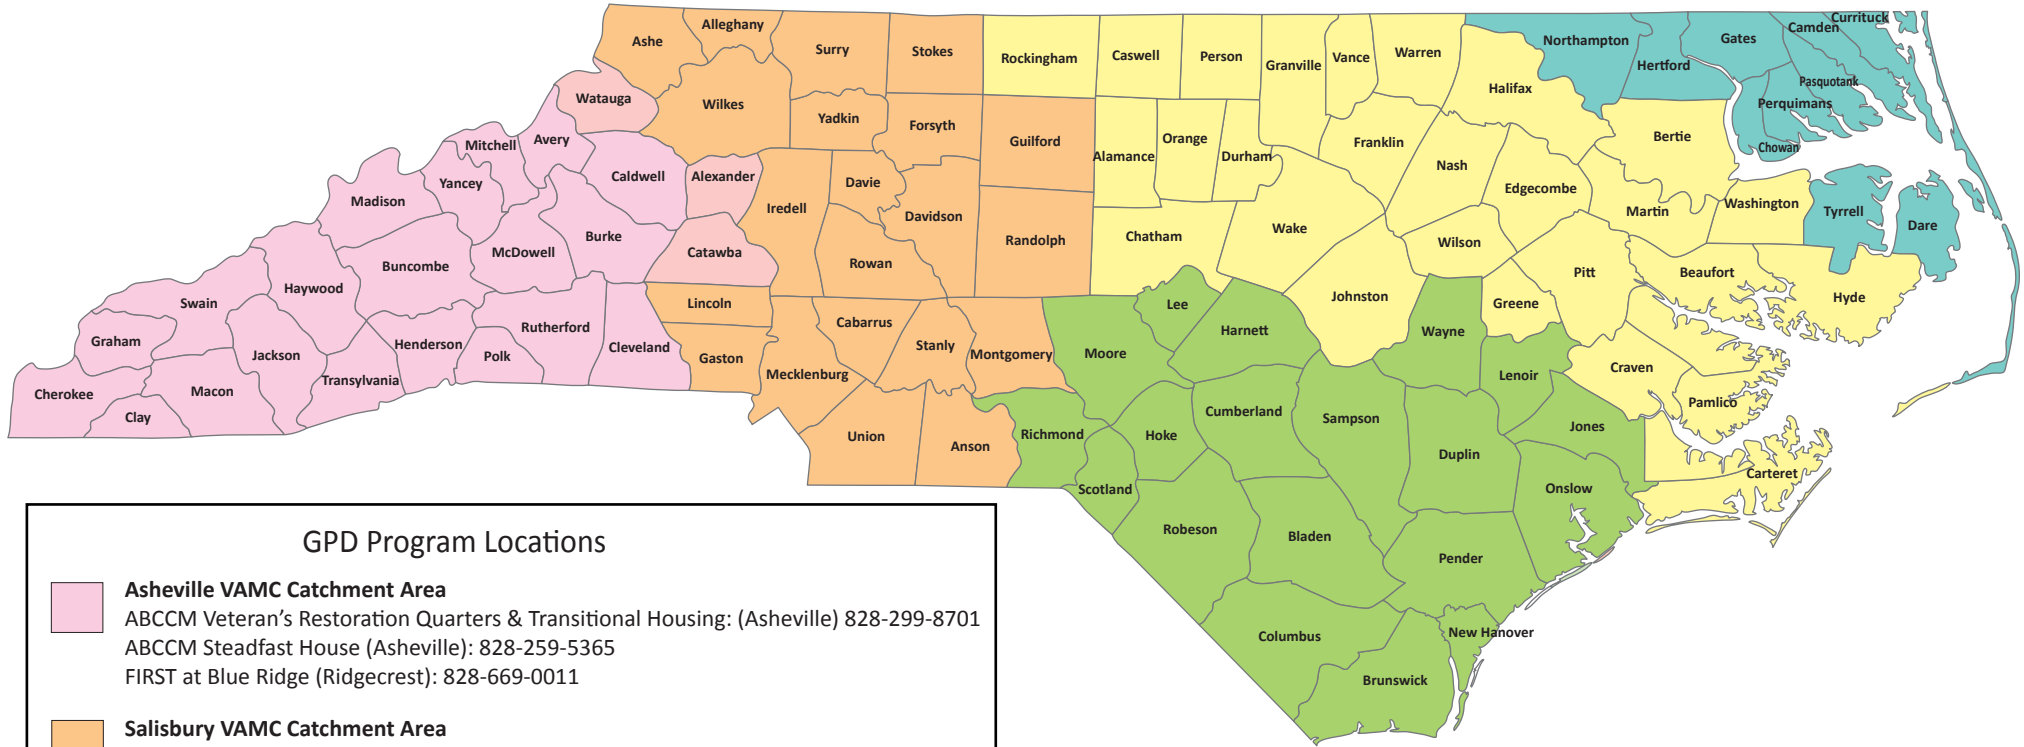 Ashe
Alleghany
Surry
Stokes
Rockingham
Caswell
Person
Granville
Vance
Warren
Northampton
Gates
Camden
Currituck
Hertford
Pasquotank
Perquimans
Chowan
Halifax
Bertie
Watauga
Wilkes
Yadkin
Forsyth
Guilford
Alamance
Orange
Durham
Franklin
Nash
Edgecombe
Martin
Washington
Tyrrell
Dare
Mitchell
Avery
Yancey
Caldwell
Alexander
Iredell
Davie
Davidson
Randolph
Chatham
Wake
Wilson
Pitt
Beaufort
Hyde
Madison
Buncombe
McDowell
Burke
Catawba
Rowan
Johnston
Greene
Haywood
Swain
Graham
Jackson
Henderson
Rutherford
Polk
Cleveland
Lincoln
Gaston
Cabarrus
Mecklenburg
Stanly
Montgomery
Moore
Lee
Harnett
Wayne
Lenoir
Craven
Pamlico
Cherokee
Clay
Macon
Transylvania
Union
Anson
Richmond
Hoke
Cumberland
Sampson
Duplin
Jones
Onslow
Carteret
Scotland
Robeson
Bladen
Pender
Columbus
New Hanover
Brunswick
GPD Program Locations
Asheville VAMC Catchment Area
ABCCM Veteran’s Restoration Quarters & Transitional Housing: (Asheville) 828-299-8701
ABCCM Steadfast House (Asheville): 828-259-5365
FIRST at Blue Ridge (Ridgecrest): 828-669-0011
Salisbury VAMC Catchment Area